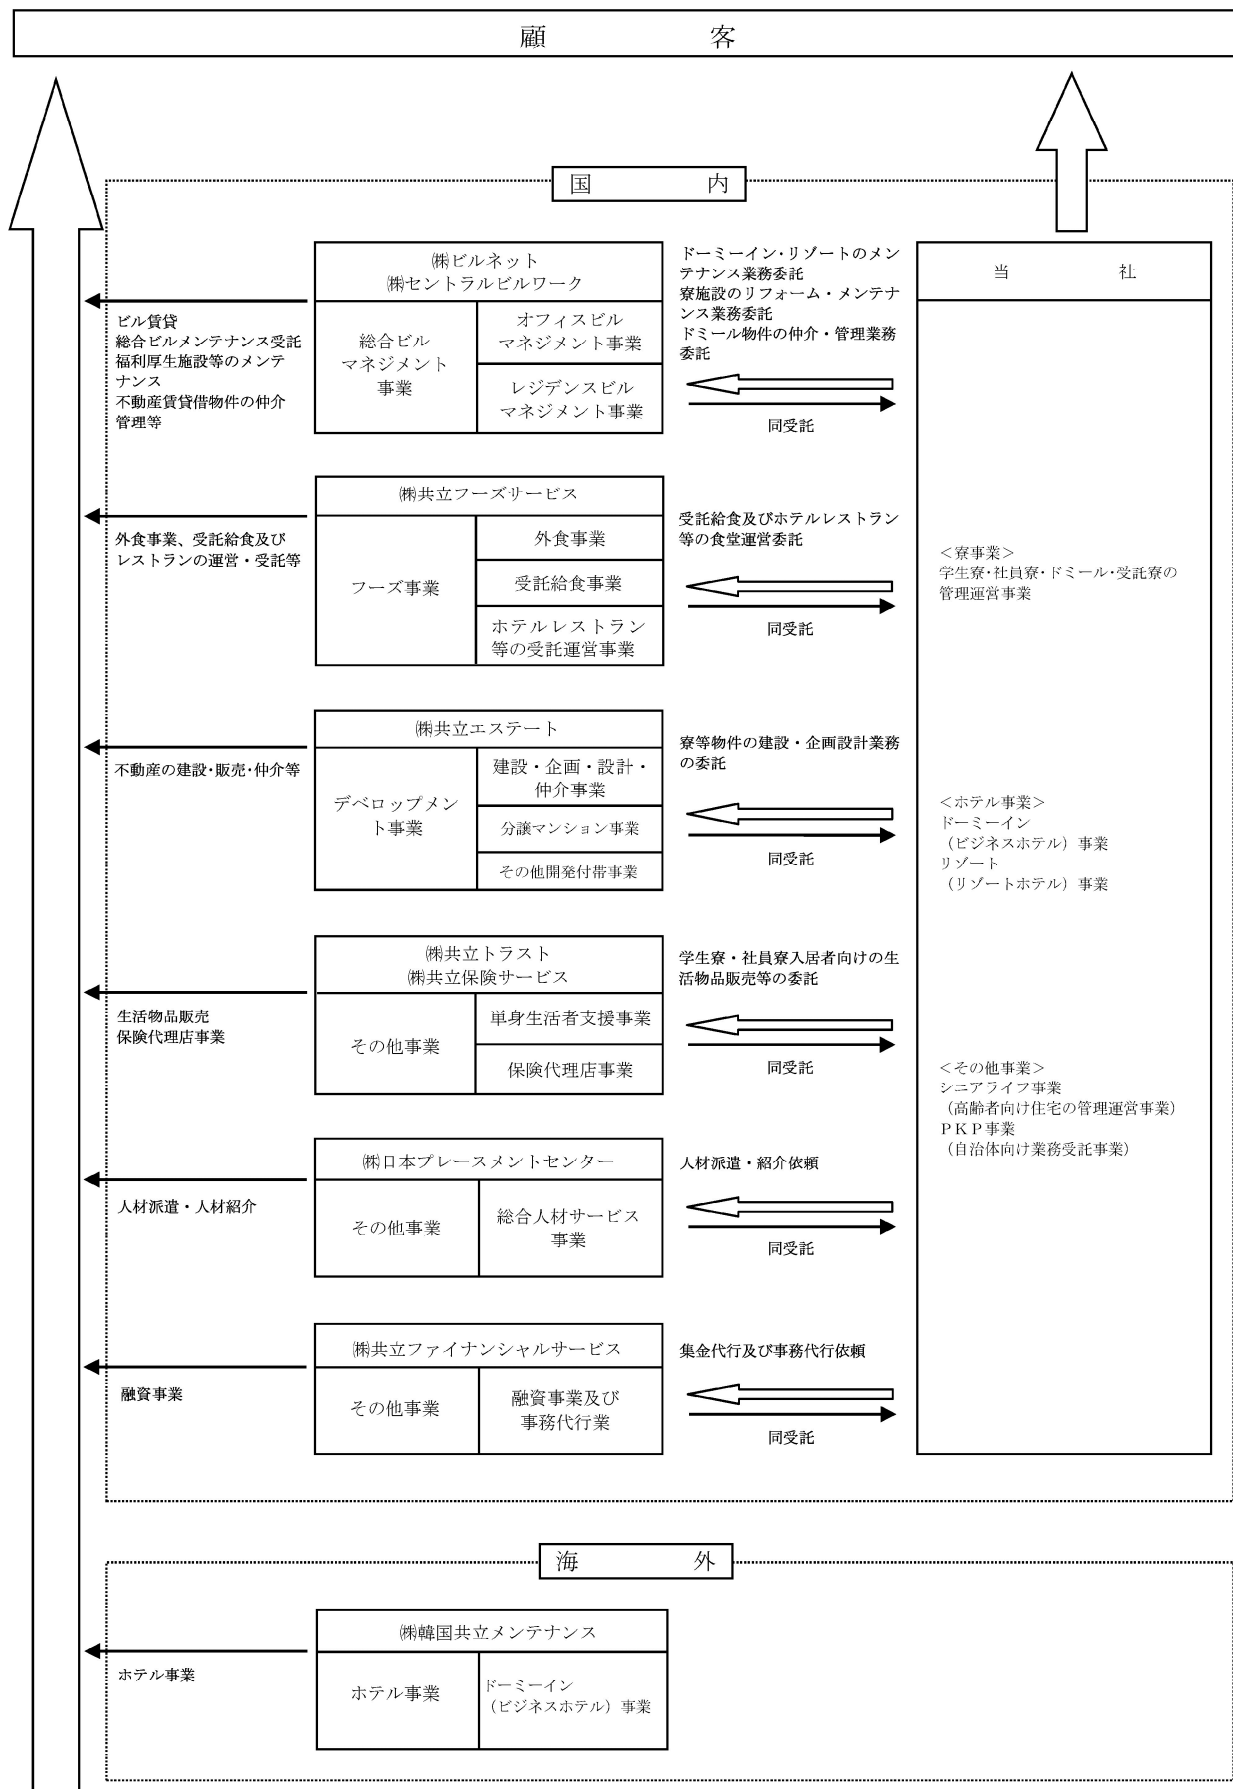 顧客
国内
㈱ビルネット
㈱セントラルビルワーク
総合ビル
マネジメント
事業
オフィスビル
マネジメント事業
レジデンスビル
マネジメント事業
ビル賃貸
総合ビルメンテナンス受託
福利厚生施設等のメンテ
ナンス
不動産賃貸借物件の仲介
管理等
ドーミーイン・リゾートのメン
テナンス業務委託
寮施設のリフォーム・メンテナ
ンス業務委託
ドミール物件の仲介・管理業務
委託
同受託
当社
㈱共立フーズサービス
フーズ事業
外食事業
受託給食事業
ホテルレストラン
等の受託運営事業
外食事業、受託給食及び
レストランの運営・受託等
受託給食及びホテルレストラン
等の食堂運営委託
同受託
＜寮事業＞
学生寮・社員寮・ドミール・受託寮の
管理運営事業
㈱共立エステート
デベロップメン
ト事業
建設・企画・設計・
仲介事業
分譲マンション事業
その他開発付帯事業
不動産の建設・販売・仲介等
寮等物件の建設・企画設計業務
の委託
同受託
＜ホテル事業＞
ドーミーイン
（ビジネスホテル）事業
リゾート
（リゾートホテル）事業
㈱共立トラスト
㈱共立保険サービス
その他事業
単身生活者支援事業
保険代理店事業
生活物品販売
保険代理店事業
学生寮・社員寮入居者向けの生
活物品販売等の委託
同受託
＜その他事業＞
シニアライフ事業
（高齢者向け住宅の管理運営事業）
ＰＫＰ事業
（自治体向け業務受託事業）
㈱日本プレースメントセンター
その他事業
総合人材サービス
事業
人材派遣・人材紹介
人材派遣・紹介依頼
同受託
㈱共立ファイナンシャルサービス
その他事業
融資事業及び
事務代行業
融資事業
集金代行及び事務代行依頼
同受託
海外
㈱韓国共立メンテナンス
ホテル事業
ドーミーイン
（ビジネスホテル）事業
ホテル事業